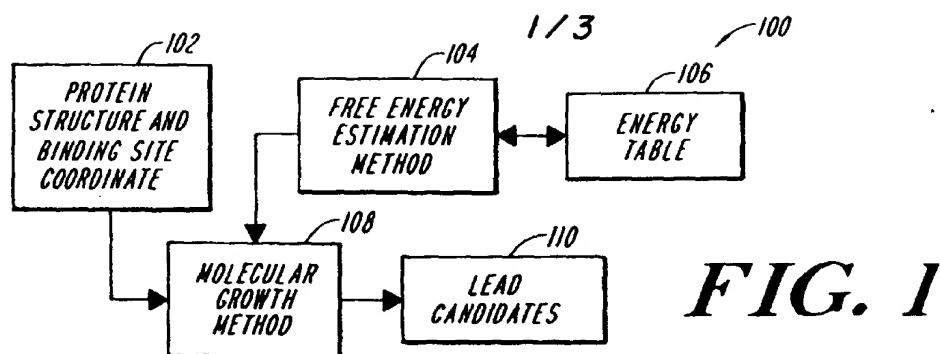 1/3
100
102
PROTEIN
STRUCTURE AND
BINDING SITE
COORDINATE
104
FREE ENERGY
ESTIMATION
METHOD
106
ENERGY
TABLE
108
MOLECULAR
GROWTH
METHOD
110
LEAD
CANDIDATES
FIG. 1